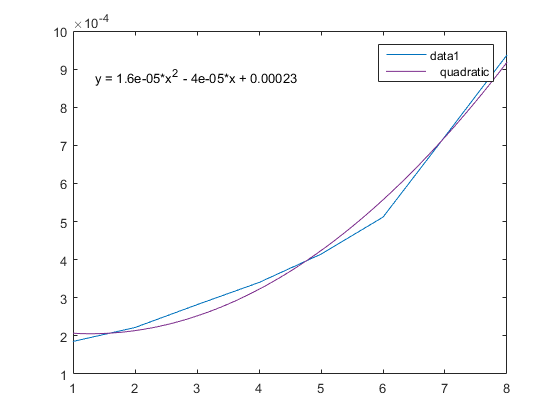 ×10⁻⁴
10
9
8
7
6
5
4
3
2
1
1 2 3 4 5 6 7 8
y = 1.6e-05*x² - 4e-05*x + 0.00023
data1
quadratic